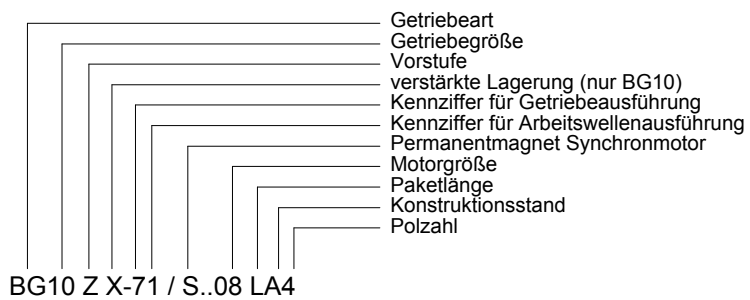 Getriebeart
Getriebegröße
Vorstufe
verstärkte Lagerung (nur BG10)
Kennziffer für Getriebeausführung
Kennziffer für Arbeitswellenausführung
Permanentmagnet Synchronmotor
Motorgröße
Paketlänge
Konstruktionsstand
Polzahl
BG10 Z X-71 / S..08 LA4